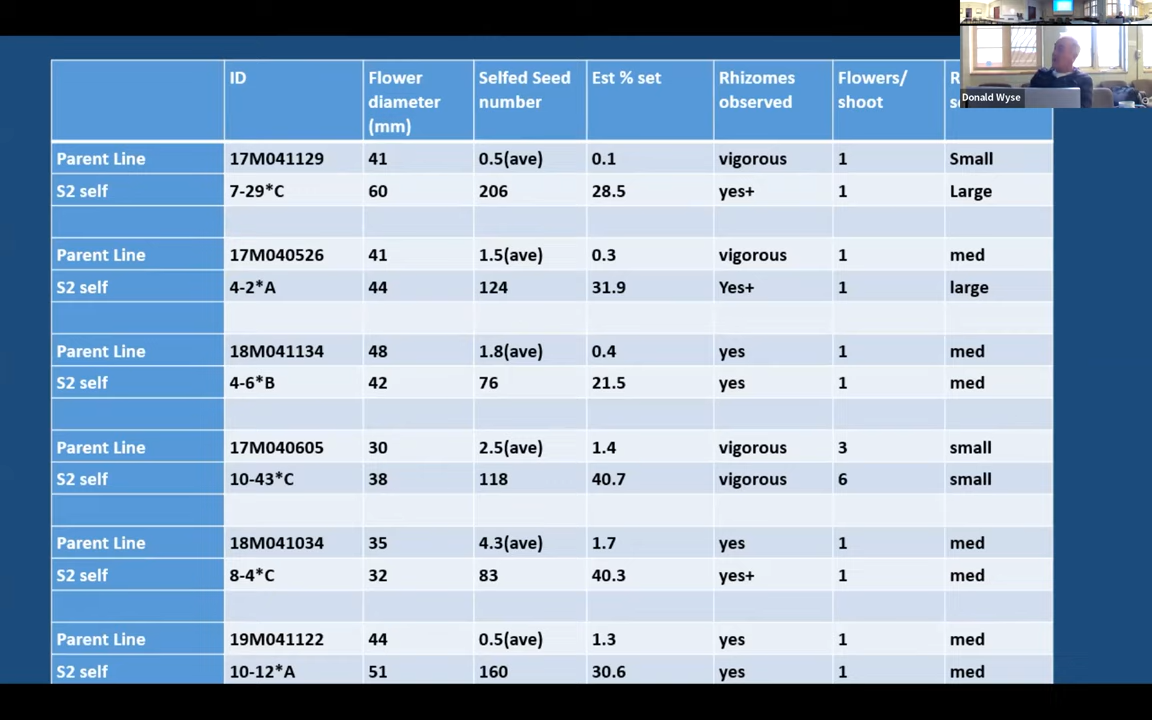 ID Flower diameter (mm) Selfed Seed number Est % set Rhizomes observed Flowers/ shoot
Donald Wyse
Parent Line 17M041129 41 0.5(ave) 0.1 vigorous 1 Small
S2 self 7-29*C 60 206 28.5 yes+ 1 Large
Parent Line 17M040526 41 1.5(ave) 0.3 vigorous 1 med
S2 self 4-2*A 44 124 31.9 Yes+ 1 large
Parent Line 18M041134 48 1.8(ave) 0.4 yes 1 med
S2 self 4-6*B 42 76 21.5 yes 1 med
Parent Line 17M040605 30 2.5(ave) 1.4 vigorous 3 small
S2 self 10-43*C 38 118 40.7 vigorous 6 small
Parent Line 18M041034 35 4.3(ave) 1.7 yes 1 med
S2 self 8-4*C 32 83 40.3 yes+ 1 med
Parent Line 19M041122 44 0.5(ave) 1.3 yes 1 med
S2 self 10-12*A 51 160 30.6 yes 1 med